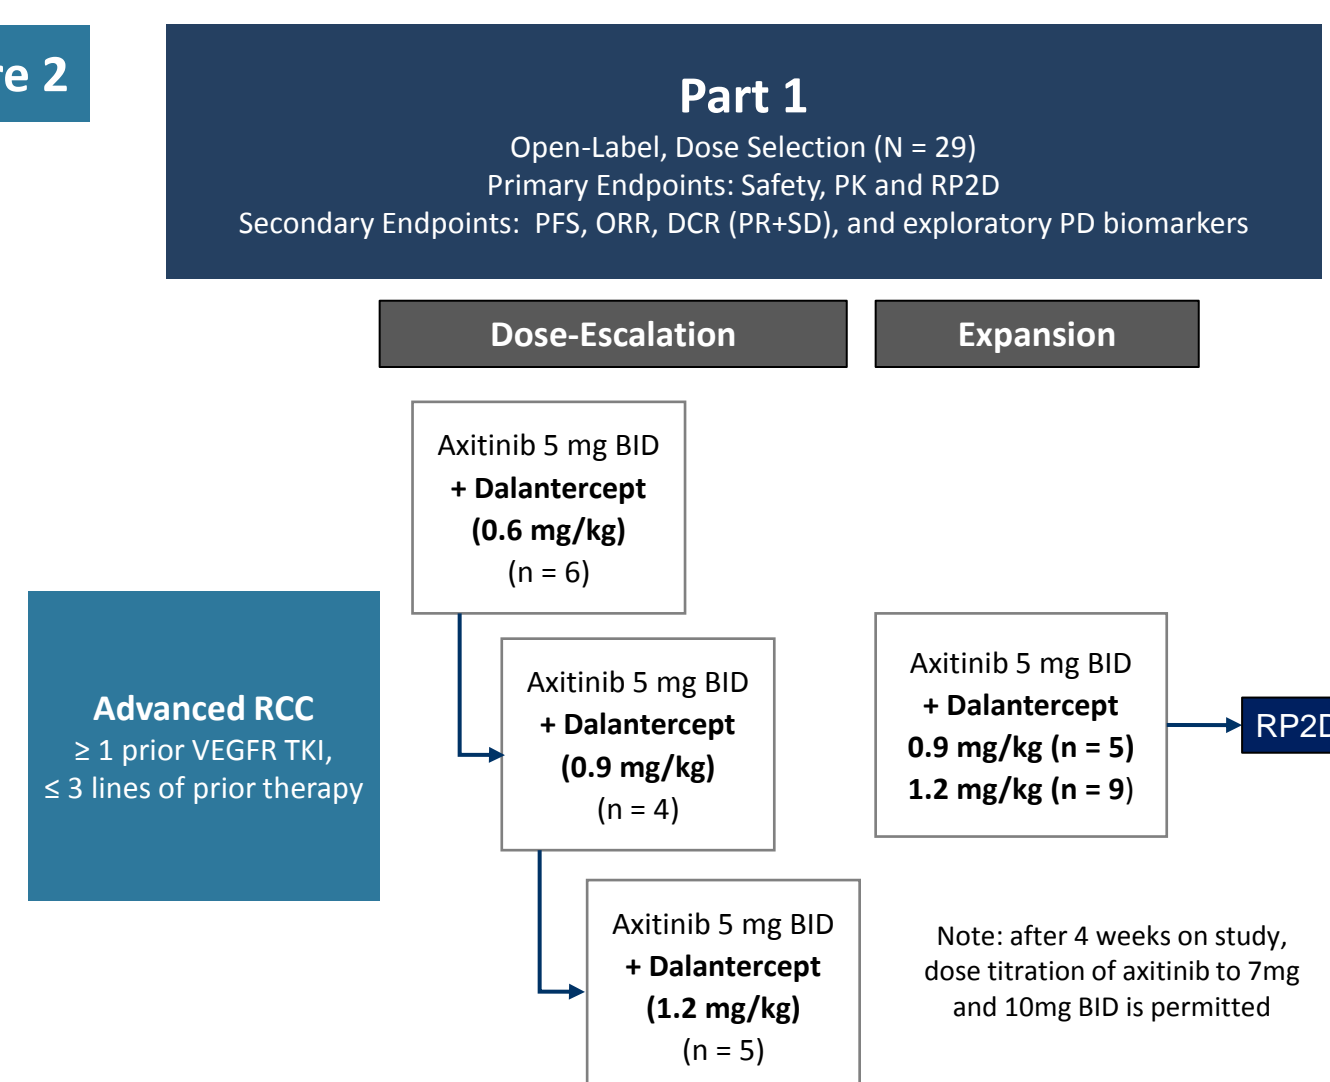 re 2
Part 1
Open-Label, Dose Selection (N = 29)
Primary Endpoints: Safety, PK and RP2D
Secondary Endpoints:  PFS, ORR, DCR (PR+SD), and exploratory PD biomarkers
Dose-Escalation
Expansion
Axitinib 5 mg BID
+ Dalantercept
(0.6 mg/kg)
(n = 6)
Advanced RCC
≥ 1 prior VEGFR TKI,
≤ 3 lines of prior therapy
Axitinib 5 mg BID
+ Dalantercept
(0.9 mg/kg)
(n = 4)
Axitinib 5 mg BID
+ Dalantercept
(1.2 mg/kg)
(n = 5)
Axitinib 5 mg BID
+ Dalantercept
0.9 mg/kg (n = 5)
1.2 mg/kg (n = 9)
RP2D
Note: after 4 weeks on study,
dose titration of axitinib to 7mg
and 10mg BID is permitted